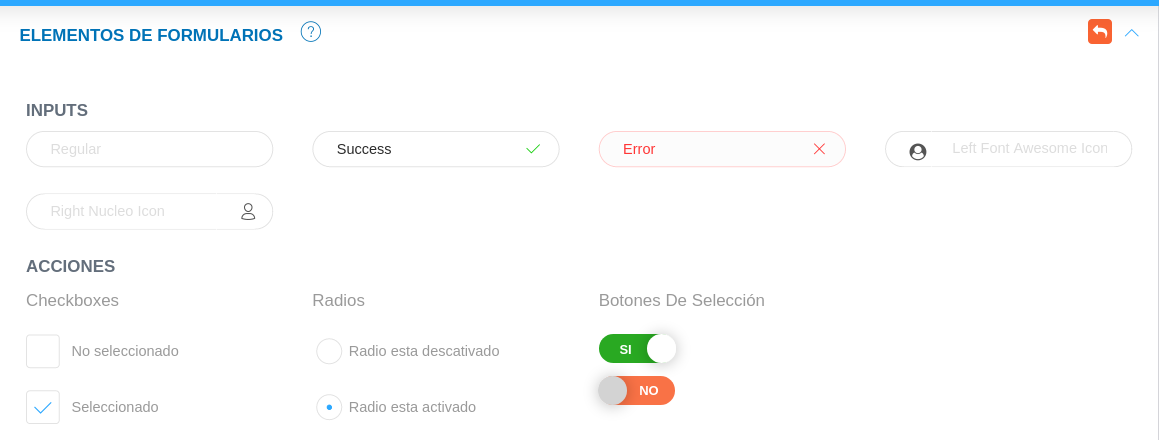 ELEMENTOS DE FORMULARIOS ?
INPUTS
Regular
Success
Error
Left Font Awesome Icon
Right Nucleo Icon
ACCIONES
Checkboxes
Radios
Botones De Selección
No seleccionado
Radio esta descativado
SI
NO
Seleccionado
Radio esta activado